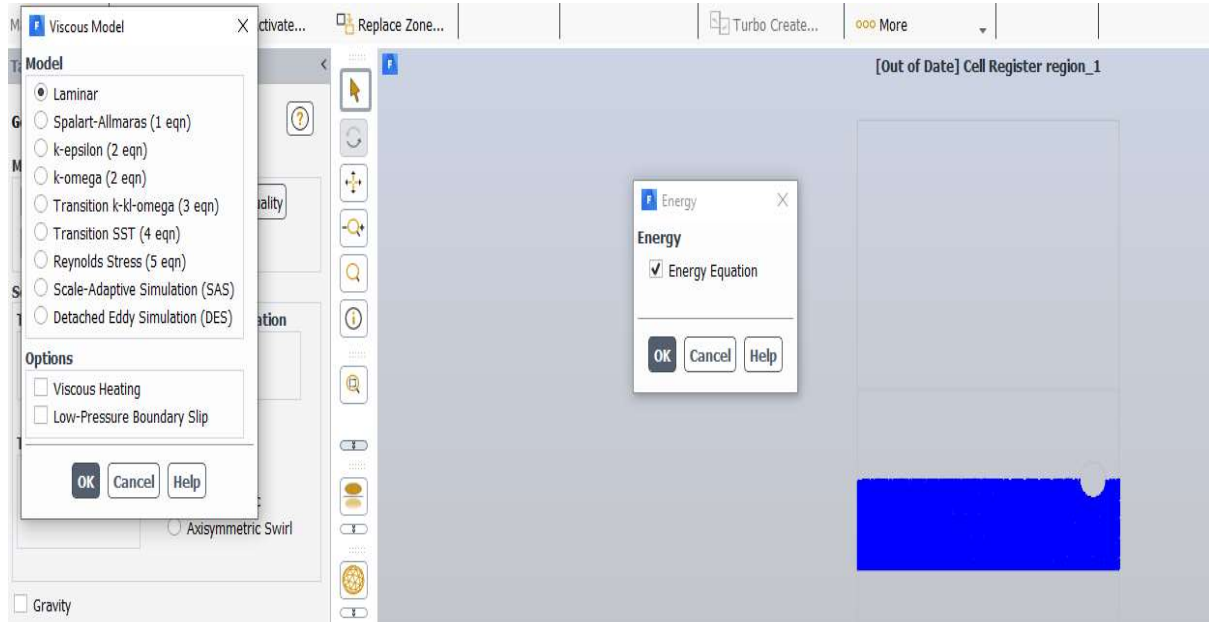 Viscous Model
ctivate...
Replace Zone...
Turbo Create...
More
Model
Laminar
Spalart-Allmaras (1 eqn)
k-epsilon (2 eqn)
k-omega (2 eqn)
Transition k-kl-omega (3 eqn)
Transition SST (4 eqn)
Reynolds Stress (5 eqn)
Scale-Adaptive Simulation (SAS)
Detached Eddy Simulation (DES)
Options
Viscous Heating
Low-Pressure Boundary Slip
OK Cancel Help
ality
ation
Axisymmetric Swirl
Gravity
[Out of Date] Cell Register region_1
Energy
Energy
Energy Equation
OK Cancel Help